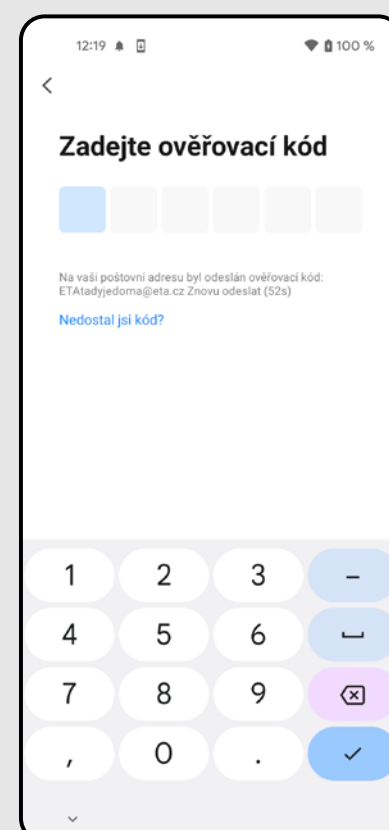 12:19 100 %
Zadejte ověřovací kód
Na vaši poštovní adresu byl odeslán ověřovací kód:
ETAtadyjedoma@eta.cz Znovu odeslat (52s)
Nedostal jsi kód?
1 2 3 –
4 5 6
7 8 9
, 0 .